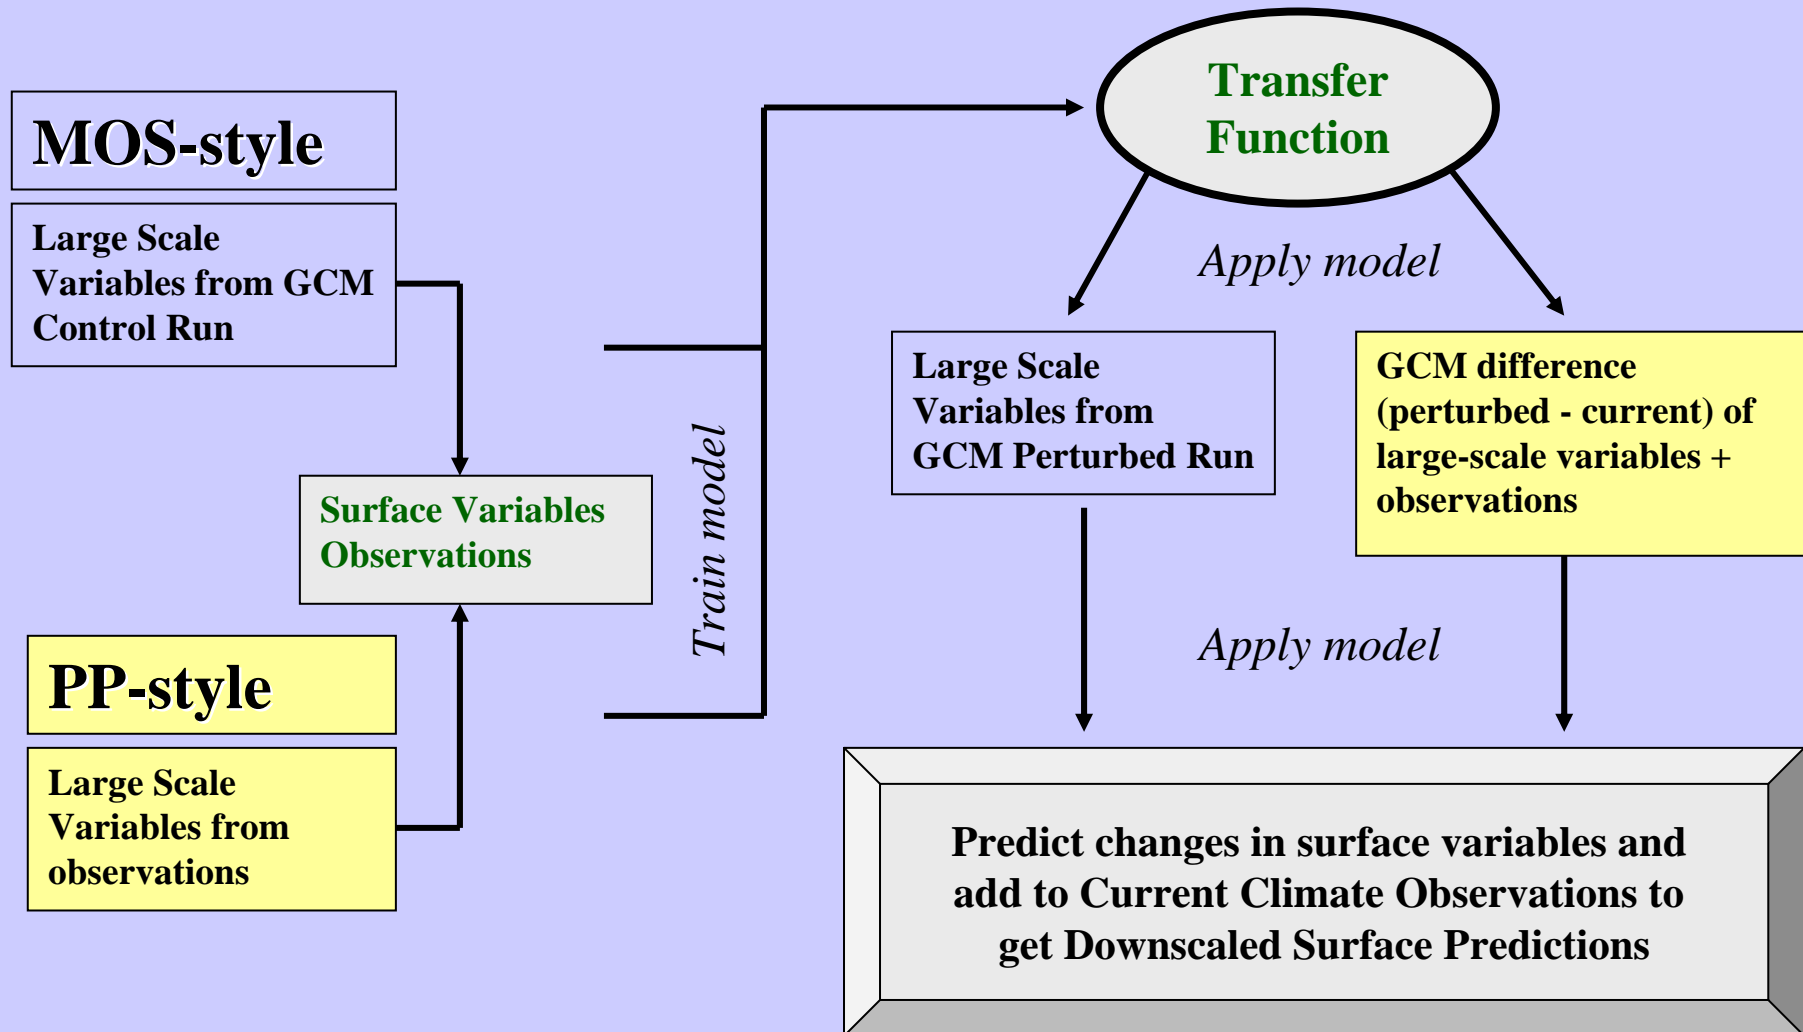 MOS-style
Large Scale
Variables from GCM
Control Run
Surface Variables
Observations
PP-style
Large Scale
Variables from
observations
Train model
Transfer
Function
Apply model
Large Scale
Variables from
GCM Perturbed Run
GCM difference
(perturbed - current) of
large-scale variables +
observations
Apply model
Predict changes in surface variables and
add to Current Climate Observations to
get Downscaled Surface Predictions